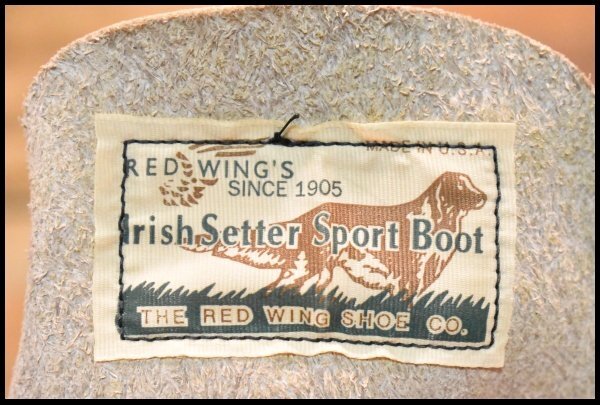 MADE IN U.S.A.
RED WING'S
SINCE 1905
Irish Setter Sport Boot
THE RED WING SHOE CO.